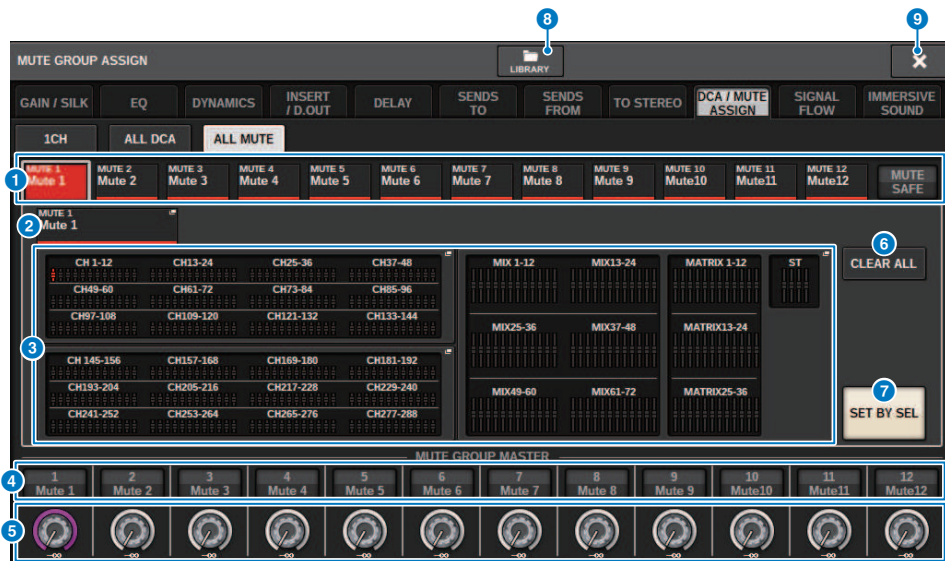 8 9
MUTE GROUP ASSIGN LIBRARY
GAIN / SILK EQ DYNAMICS INSERT / D.OUT DELAY SENDS TO SENDS FROM TO STEREO DCA / MUTE ASSIGN SIGNAL FLOW IMMERSIVE SOUND
1CH ALL DCA ALL MUTE
1
MUTE 1 MUTE 2 MUTE 3 MUTE 4 MUTE 5 MUTE 6 MUTE 7 MUTE 8 MUTE 9 MUTE 10 MUTE 11 MUTE 12
Mute 1 Mute 2 Mute 3 Mute 4 Mute 5 Mute 6 Mute 7 Mute 8 Mute 9 Mute10 Mute11 Mute12 MUTE SAFE
2
MUTE 1
Mute 1
3
CH 1-12 CH13-24 CH25-36 CH37-48
CH49-60 CH61-72 CH73-84 CH85-96
CH97-108 CH109-120 CH121-132 CH133-144
CH 145-156 CH157-168 CH169-180 CH181-192
CH193-204 CH205-216 CH217-228 CH229-240
CH241-252 CH253-264 CH265-276 CH277-288
MIX 1-12 MIX13-24 MATRIX 1-12 ST
MIX25-36 MIX37-48 MATRIX13-24
MIX49-60 MIX61-72 MATRIX25-36
6
CLEAR ALL
7
SET BY SEL
MUTE GROUP MASTER
4
1 2 3 4 5 6 7 8 9 10 11 12
Mute 1 Mute 2 Mute 3 Mute 4 Mute 5 Mute 6 Mute 7 Mute 8 Mute 9 Mute10 Mute11 Mute12
5
-∞ -∞ -∞ -∞ -∞ -∞ -∞ -∞ -∞ -∞ -∞ -∞